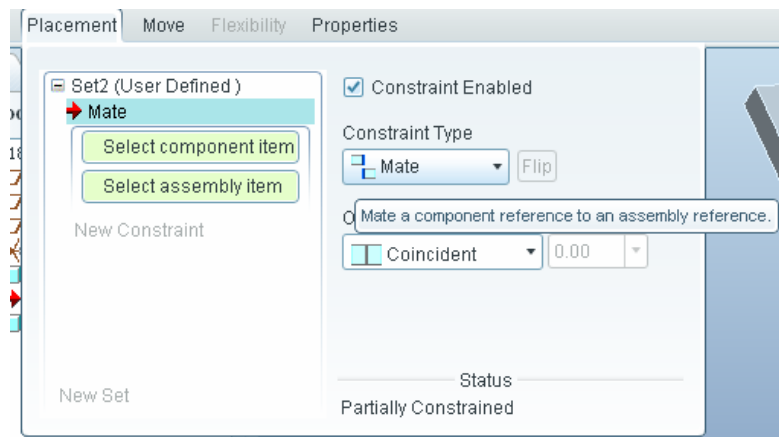 Placement Move Flexibility Properties
Set2 (User Defined )
Mate
Select component item
Select assembly item
New Constraint
New Set
Constraint Enabled
Constraint Type
Mate Flip
Mate a component reference to an assembly reference.
Coincident 0.00
Status
Partially Constrained